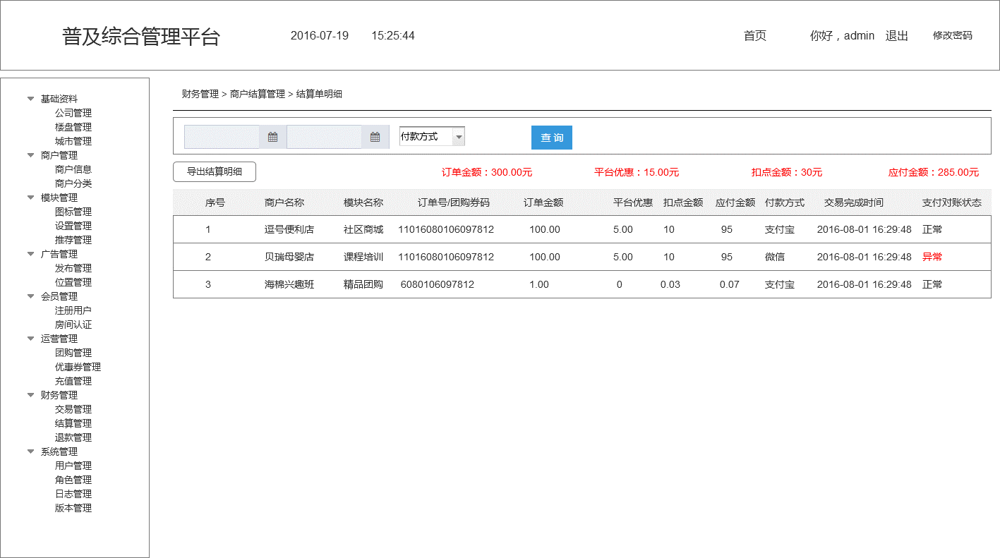 普及综合管理平台 2016-07-19 15:25:44 首页 你好，admin 退出 修改密码
基础资料
公司管理
楼盘管理
城市管理
商户管理
商户信息
商户分类
模块管理
图标管理
设置管理
推荐管理
广告管理
发布管理
位置管理
会员管理
注册用户
房间认证
运营管理
团购管理
优惠券管理
充值管理
财务管理
交易管理
结算管理
退款管理
系统管理
用户管理
角色管理
日志管理
版本管理
财务管理 > 商户结算管理 > 结算单明细
付款方式 查 询
导出结算明细 订单金额：300.00元 平台优惠：15.00元 扣点金额：30元 应付金额：285.00元
序号 商户名称 模块名称 订单号/团购券码 订单金额 平台优惠 扣点金额 应付金额 付款方式 交易完成时间 支付对账状态
1 逗号便利店 社区商城 11016080106097812 100.00 5.00 10 95 支付宝 2016-08-01 16:29:48 正常
2 贝瑞母婴店 课程培训 11016080106097812 100.00 5.00 10 95 微信 2016-08-01 16:29:48 异常
3 海棉兴趣班 精品团购 6080106097812 1.00 0 0.03 0.07 支付宝 2016-08-01 16:29:48 正常